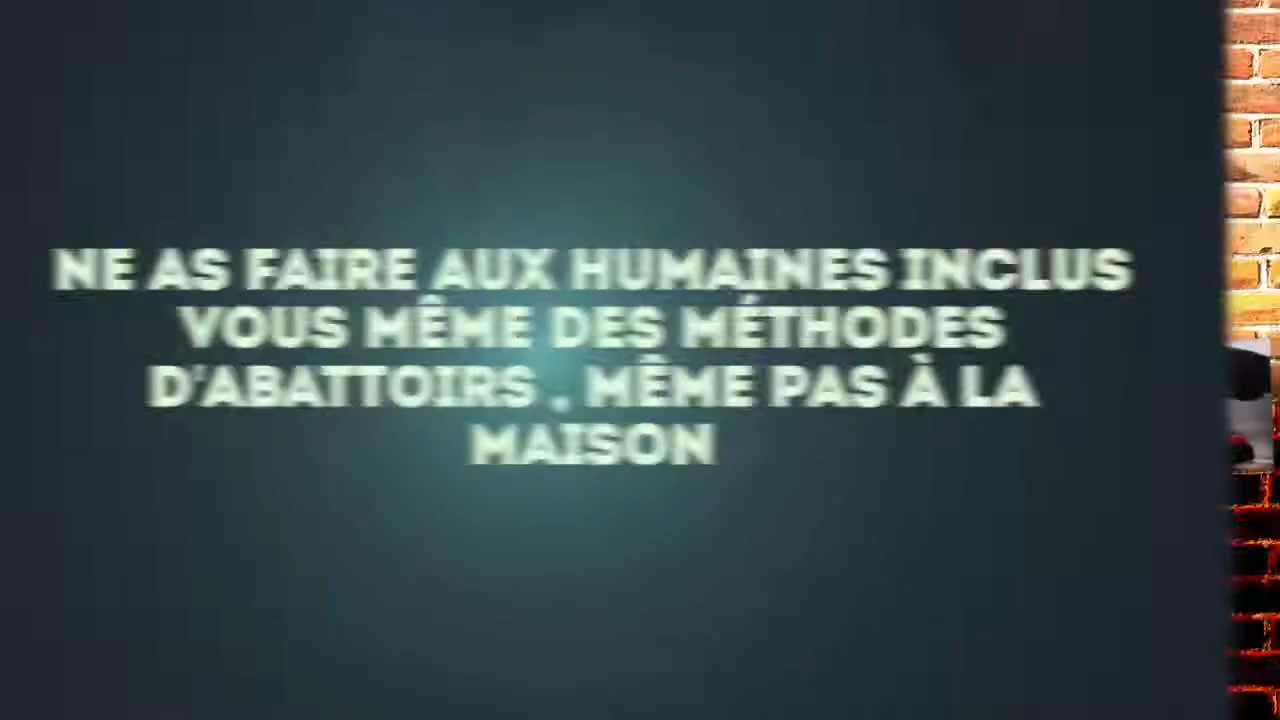 NE AS FAIRE AUX HUMAINES INCLUS
VOUS MÊME DES MÉTHODES
D'ABATTOIRS , MÊME PAS À LA
MAISON